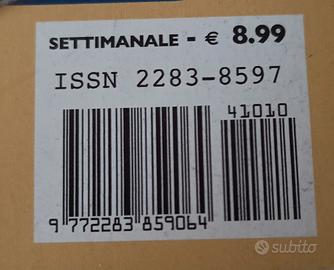 SETTIMANALE - € 8.99
ISSN 2283-8597
41010
9 772283 859064
subito